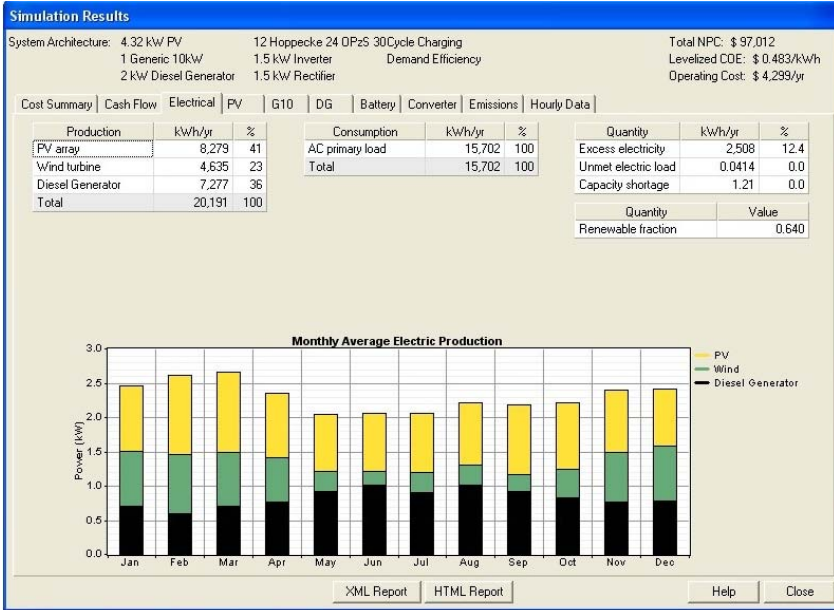 Simulation Results
System Architecture: 4.32 kW PV 12 Hoppecke 24 OPzS 30Cycle Charging Total NPC: $ 97,012
1 Generic 10kW 1.5 kW Inverter Demand Efficiency Levelized COE: $ 0.483/kWh
2 kW Diesel Generator 1.5 kW Rectifier Operating Cost: $ 4,299/yr
Cost Summary Cash Flow Electrical PV G10 DG Battery Converter Emissions Hourly Data
Production kWh/yr % Consumption kWh/yr % Quantity kWh/yr %
PV array 8,279 41 AC primary load 15,702 100 Excess electricity 2,508 12.4
Wind turbine 4,635 23 Total 15,702 100 Unmet electric load 0.0414 0.0
Diesel Generator 7,277 36 Capacity shortage 1.21 0.0
Total 20,191 100 Quantity Value
Renewable fraction 0.640
Monthly Average Electric Production
3.0
2.5
2.0
1.5
1.0
0.5
0.0
Power (kW)
PV
Wind
Diesel Generator
Jan Feb Mar Apr May Jun Jul Aug Sep Oct Nov Dec
XML Report HTML Report Help Close